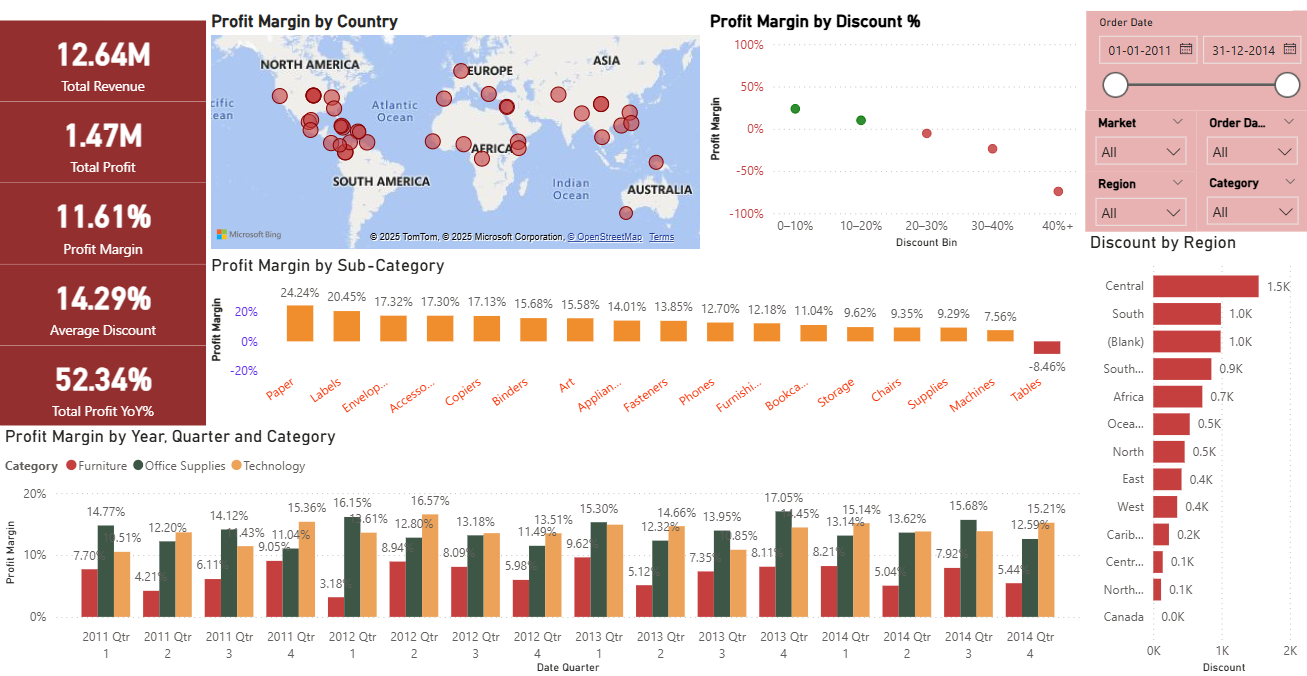 12.64M
Total Revenue
1.47M
Total Profit
11.61%
Profit Margin
14.29%
Average Discount
52.34%
Total Profit YoY%
Profit Margin by Country
NORTH AMERICA
EUROPE
ASIA
cific
ean
Atlantic
Ocean
AFRICA
SOUTH AMERICA
Indian
Ocean
AUSTRALIA
Microsoft Bing
© 2025 TomTom, © 2025 Microsoft Corporation, © OpenStreetMap Terms
Profit Margin by Discount %
100%
50%
0%
-50%
-100%
Profit Margin
0–10% 10–20% 20–30% 30–40% 40%+
Discount Bin
Order Date
01-01-2011 31-12-2014
Market Order Da...
All All
Region Category
All All
Profit Margin by Sub-Category
Profit Margin
20%
0%
-20%
24.24% 20.45% 17.32% 17.30% 17.13% 15.68% 15.58% 14.01% 13.85% 12.70% 12.18% 11.04% 9.62% 9.35% 9.29% 7.56% -8.46%
Paper Labels Envelop... Accesso... Copiers Binders Art Applian... Fasteners Phones Furnishi... Bookca... Storage Chairs Supplies Machines Tables
Discount by Region
Central 1.5K
South 1.0K
(Blank) 1.0K
South... 0.9K
Africa 0.7K
Ocea... 0.5K
North 0.5K
East 0.4K
West 0.4K
Carib... 0.2K
Centr... 0.1K
North... 0.1K
Canada 0.0K
0K 1K 2K
Discount
Profit Margin by Year, Quarter and Category
Category Furniture Office Supplies Technology
Profit Margin
20%
10%
0%
7.70% 14.77% 10.51%
4.21% 12.20%
6.11% 14.12% 11.43%
9.05% 11.04% 15.36%
3.18% 16.15% 13.61%
8.94% 12.80% 16.57%
8.09% 13.18%
5.98% 11.49% 13.51%
9.62% 15.30%
5.12% 12.32% 14.66%
7.35% 13.95% 10.85%
8.11% 17.05% 14.45%
8.21% 13.14% 15.14%
5.04% 13.62%
7.92% 15.68%
5.44% 12.59% 15.21%
2011 Qtr 2011 Qtr 2011 Qtr 2011 Qtr 2012 Qtr 2012 Qtr 2012 Qtr 2012 Qtr 2013 Qtr 2013 Qtr 2013 Qtr 2013 Qtr 2014 Qtr 2014 Qtr 2014 Qtr 2014 Qtr
1 2 3 4 1 2 3 4 1 2 3 4 1 2 3 4
Date Quarter